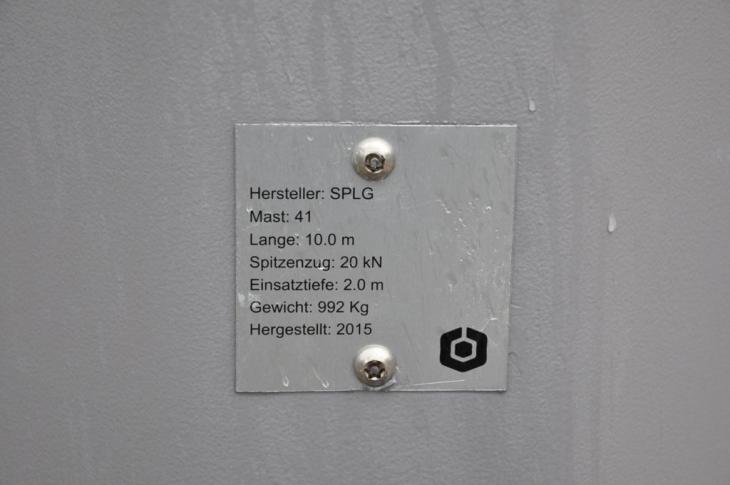 Hersteller: SPLG
Mast: 41
Lange: 10.0 m
Spitzenzug: 20 kN
Einsatztiefe: 2.0 m
Gewicht: 992 Kg
Hergestellt: 2015